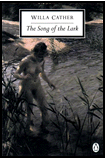 WILLA CATHER
The Song of the Lark